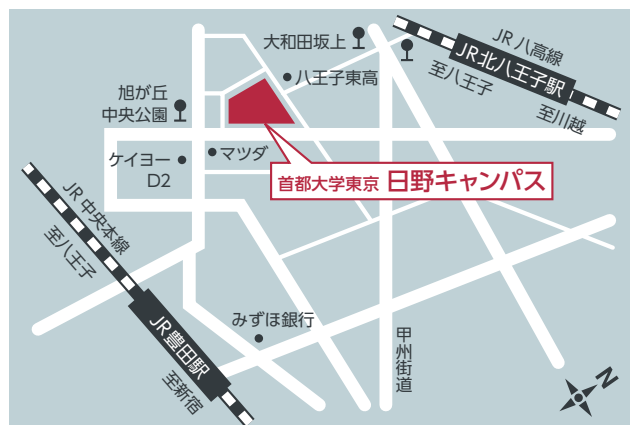 大和田坂上
JR 八高線
JR北八王子駅
至八王子
至川越
八王子東高
旭が丘
中央公園
マツダ
ケイヨー
D2
首都大学東京 日野キャンパス
JR 中央本線
至八王子
JR豊田駅
至新宿
みずほ銀行
甲州街道
N